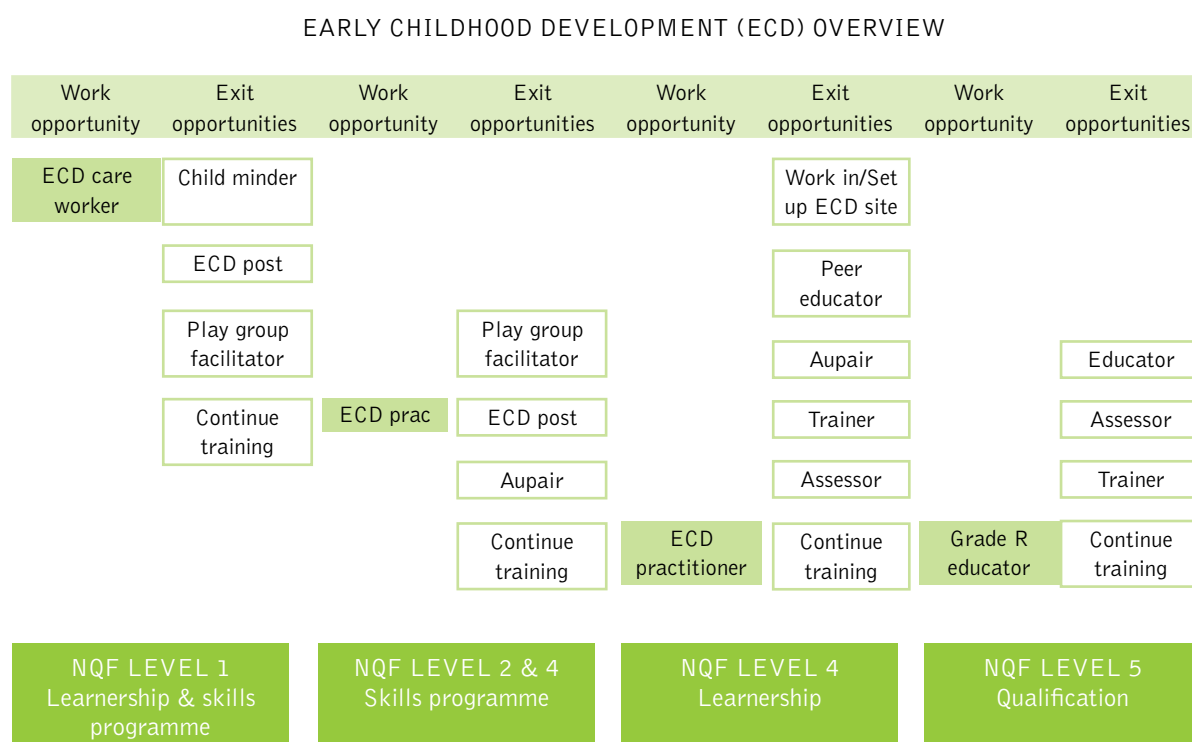 EARLY CHILDHOOD DEVELOPMENT (ECD) OVERVIEW
Work
opportunity
Exit
opportunities
Work
opportunity
Exit
opportunities
Work
opportunity
Exit
opportunities
Work
opportunity
Exit
opportunities
ECD care
worker
Child minder
ECD post
Play group
facilitator
Continue
training
ECD prac
Play group
facilitator
ECD post
Aupair
Continue
training
ECD
practitioner
Work in/Set
up ECD site
Peer
educator
Aupair
Trainer
Assessor
Continue
training
Grade R
educator
Educator
Assessor
Trainer
Continue
training
NQF LEVEL 1
Learnership & skills
programme
NQF LEVEL 2 & 4
Skills programme
NQF LEVEL 4
Learnership
NQF LEVEL 5
Qualification